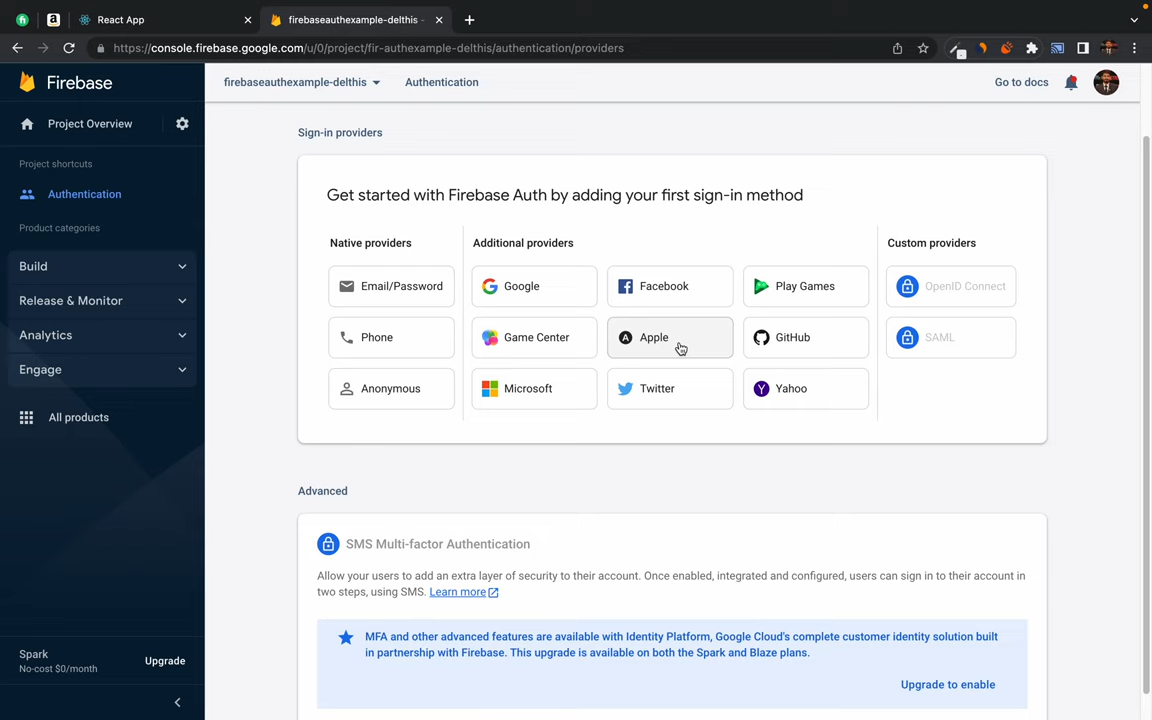 React App
firebaseauthexample-delthis -
https://console.firebase.google.com/u/0/project/fir-authexample-delthis/authentication/providers
Firebase
firebaseauthexample-delthis
Authentication
Go to docs
Project Overview
Project shortcuts
Authentication
Product categories
Build
Release & Monitor
Analytics
Engage
All products
Spark
No-cost $0/month
Upgrade
Sign-in providers
Get started with Firebase Auth by adding your first sign-in method
Native providers
Additional providers
Custom providers
Email/Password
Google
Facebook
Play Games
OpenID Connect
Phone
Game Center
Apple
GitHub
SAML
Anonymous
Microsoft
Twitter
Yahoo
Advanced
SMS Multi-factor Authentication
Allow your users to add an extra layer of security to their account. Once enabled, integrated and configured, users can sign in to their account in
two steps, using SMS. Learn more
MFA and other advanced features are available with Identity Platform, Google Cloud's complete customer identity solution built
in partnership with Firebase. This upgrade is available on both the Spark and Blaze plans.
Upgrade to enable